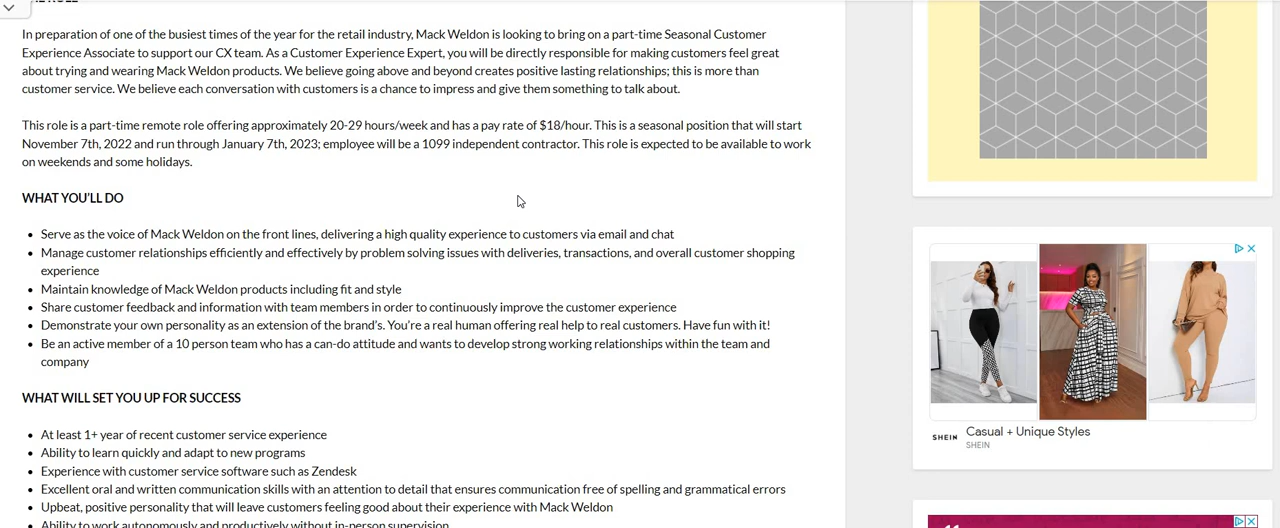 In preparation of one of the busiest times of the year for the retail industry, Mack Weldon is looking to bring on a part-time Seasonal Customer
Experience Associate to support our CX team. As a Customer Experience Expert, you will be directly responsible for making customers feel great
about trying and wearing Mack Weldon products. We believe going above and beyond creates positive lasting relationships; this is more than
customer service. We believe each conversation with customers is a chance to impress and give them something to talk about.
This role is a part-time remote role offering approximately 20-29 hours/week and has a pay rate of $18/hour. This is a seasonal position that will start
November 7th, 2022 and run through January 7th, 2023; employee will be a 1099 independent contractor. This role is expected to be available to work
on weekends and some holidays.
WHAT YOU'LL DO
• Serve as the voice of Mack Weldon on the front lines, delivering a high quality experience to customers via email and chat
• Manage customer relationships efficiently and effectively by problem solving issues with deliveries, transactions, and overall customer shopping
experience
• Maintain knowledge of Mack Weldon products including fit and style
• Share customer feedback and information with team members in order to continuously improve the customer experience
• Demonstrate your own personality as an extension of the brand's. You're a real human offering real help to real customers. Have fun with it!
• Be an active member of a 10 person team who has a can-do attitude and wants to develop strong working relationships within the team and
company
WHAT WILL SET YOU UP FOR SUCCESS
• At least 1+ year of recent customer service experience
• Ability to learn quickly and adapt to new programs
• Experience with customer service software such as Zendesk
• Excellent oral and written communication skills with an attention to detail that ensures communication free of spelling and grammatical errors
• Upbeat, positive personality that will leave customers feeling good about their experience with Mack Weldon
• Ability to work autonomously and productively without in-person supervision
SHEIN
Casual + Unique Styles
SHEIN